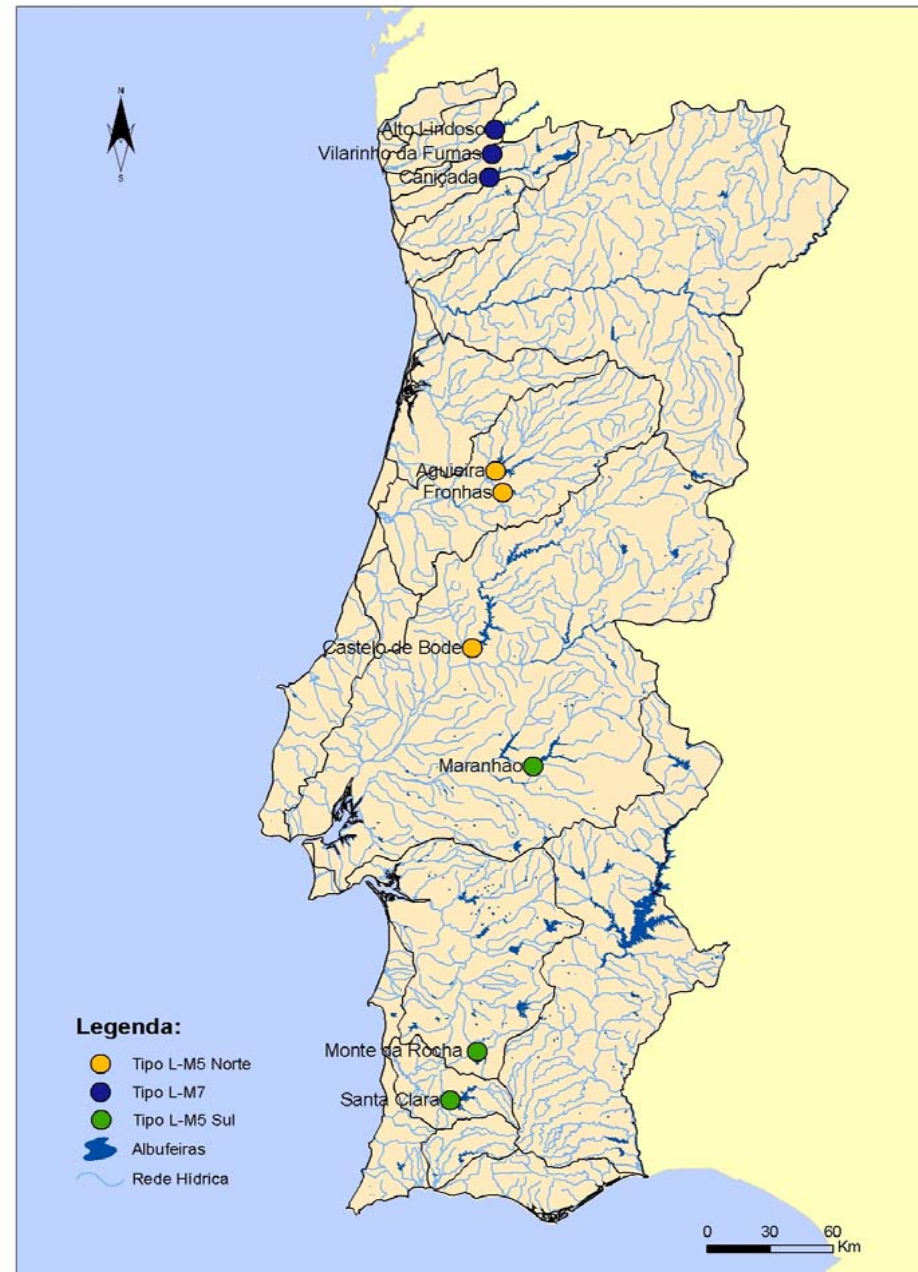 N
S
Alto Lindoso
Vilarinho da Furnas
Caniçada
Aguieira
Fronhas
Castelo de Bode
Maranhão
Monte da Rocha
Santa Clara
Legenda:
Tipo L-M5 Norte
Tipo L-M7
Tipo L-M5 Sul
Albufeiras
Rede Hídrica
0 30 60
Km